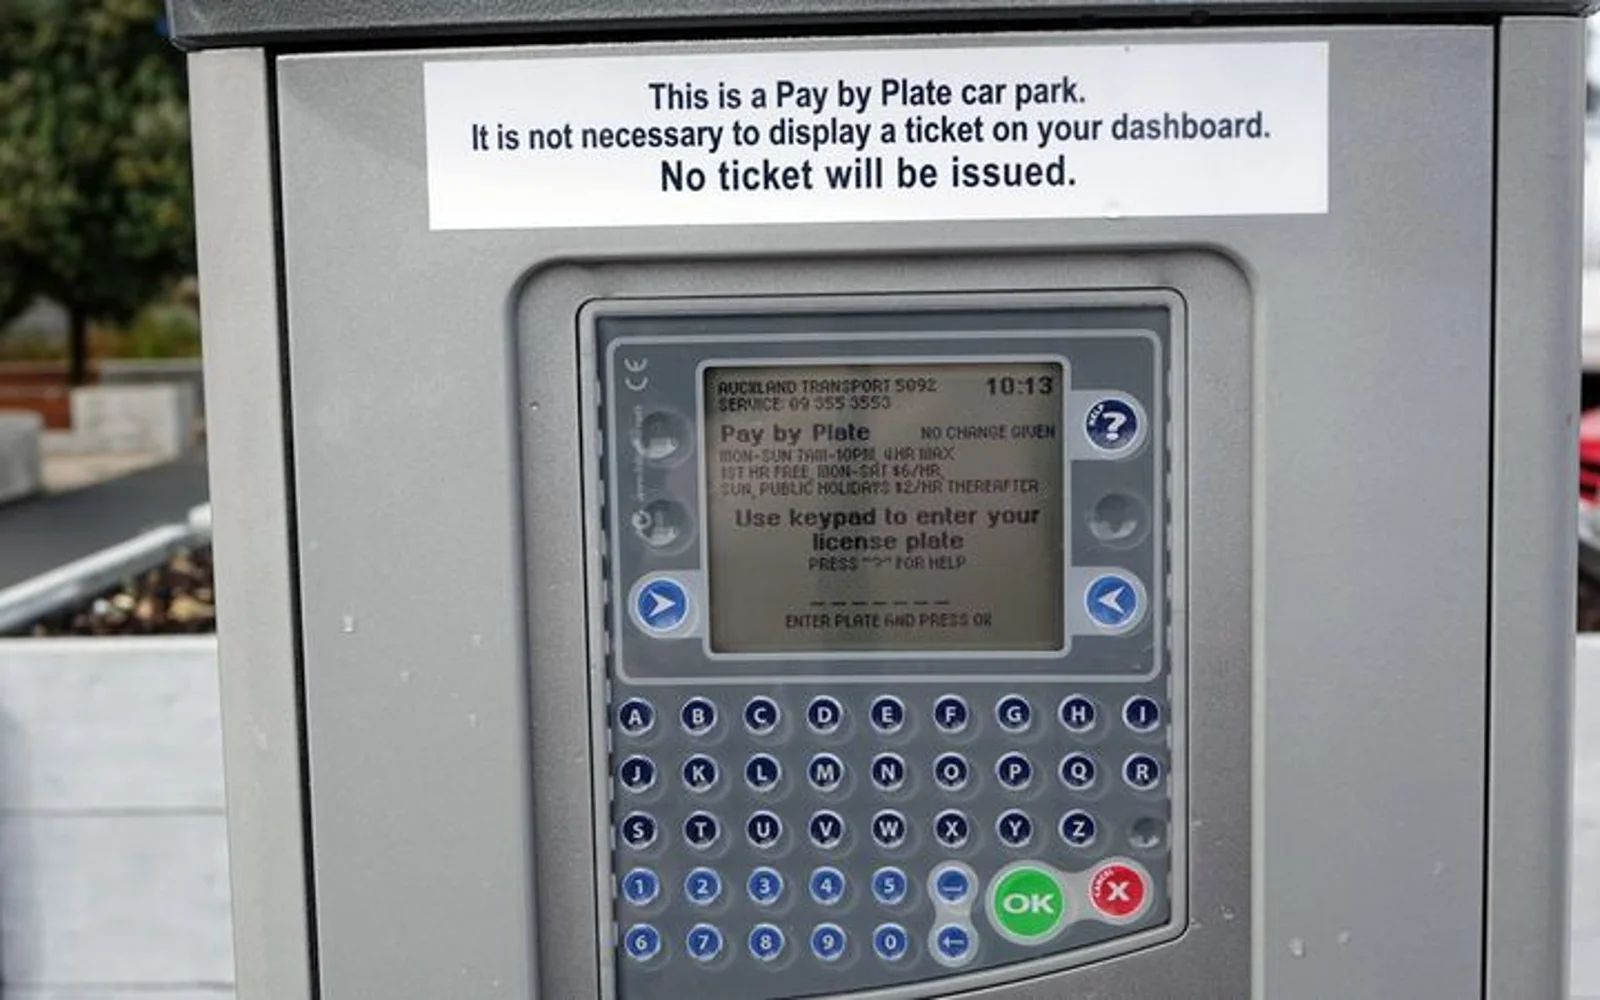 This is a Pay by Plate car park.
It is not necessary to display a ticket on your dashboard.
No ticket will be issued.
CE
AUCKLAND TRANSPORT 5092 10:13
SERVICE: 09 355 3553
Pay by Plate NO CHANGE GIVEN
MON-SUN 7AM-10PM, 4HR MAX
1ST HR FREE, MON-SAT $6/HR,
SUN, PUBLIC HOLIDAYS $2/HR THEREAFTER
Use keypad to enter your
license plate
PRESS "?" FOR HELP
ENTER PLATE AND PRESS OK
HELP ?
A B C D E F G H I
J K L M N O P Q R
S T U V W X Y Z
1 2 3 4 5
OK
CANCEL X
6 7 8 9 0